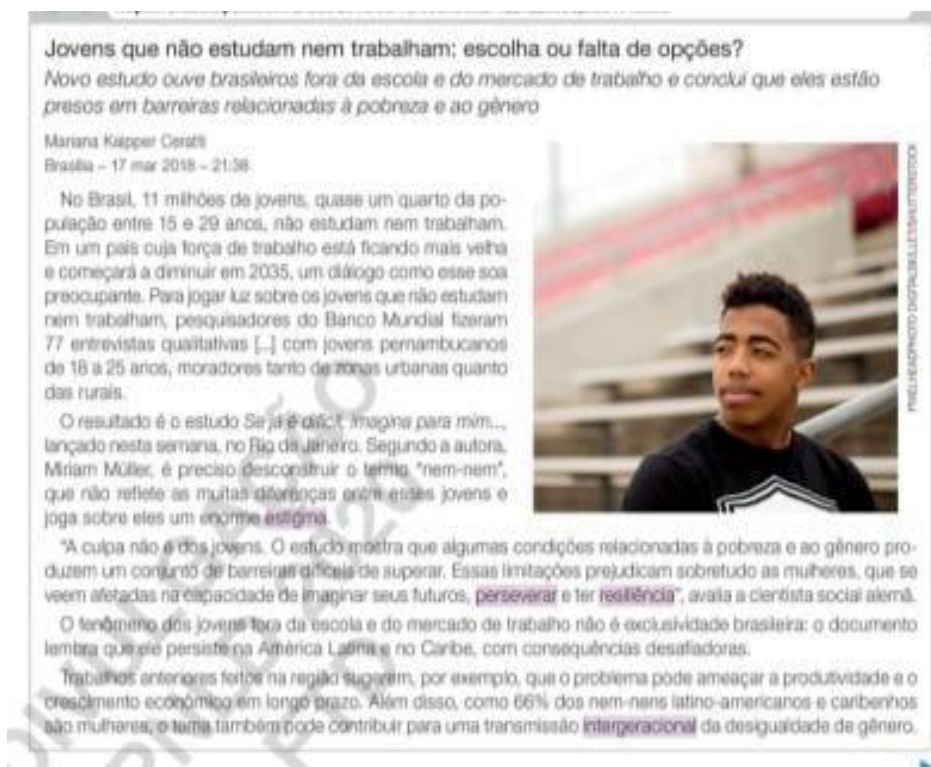 Jovens que não estudam nem trabalham: escolha ou falta de opções?
Novo estudo ouve brasileiros fora da escola e do mercado de trabalho e conclui que eles estão
presos em barreiras relacionadas à pobreza e ao gênero
Mariana Kaipper Ceratti
Brasília – 17 mar 2018 – 21:36
No Brasil, 11 milhões de jovens, quase um quarto da po-
pulação entre 15 e 29 anos, não estudam nem trabalham.
Em um país cuja força de trabalho está ficando mais velha
e começará a diminuir em 2035, um diálogo como esse soa
preocupante. Para jogar luz sobre os jovens que não estudam
nem trabalham, pesquisadores do Banco Mundial fizeram
77 entrevistas qualitativas [...] com jovens pernambucanos
de 18 a 25 anos, moradores tanto de zonas urbanas quanto
das rurais.
O resultado é o estudo Se já é difícil, imagina para mim...,
lançado nesta semana, no Rio de Janeiro. Segundo a autora,
Miriam Müller, é preciso desconstruir o termo "nem-nem",
que não reflete as muitas diferenças entre esses jovens e
joga sobre eles um enorme estigma.
PIXELHEADPHOTO DIGITALSKILLET/SHUTTERSTOCK
"A culpa não é dos jovens. O estudo mostra que algumas condições relacionadas à pobreza e ao gênero pro-
duzem um conjunto de barreiras difíceis de superar. Essas limitações prejudicam sobretudo as mulheres, que se
veem afetadas na capacidade de imaginar seus futuros, perseverar e ter resiliência", avalia a cientista social alemã.
O fenômeno dos jovens fora da escola e do mercado de trabalho não é exclusividade brasileira: o documento
lembra que ele persiste na América Latina e no Caribe, com consequências desafiadoras.
Trabalhos anteriores feitos na região sugerem, por exemplo, que o problema pode ameaçar a produtividade e o
crescimento econômico em longo prazo. Além disso, como 66% dos nem-nens latino-americanos e caribenhos
são mulheres, o tema também pode contribuir para uma transmissão intergeracional da desigualdade de gênero.
DIVULGAÇÃO
PNLD 2020